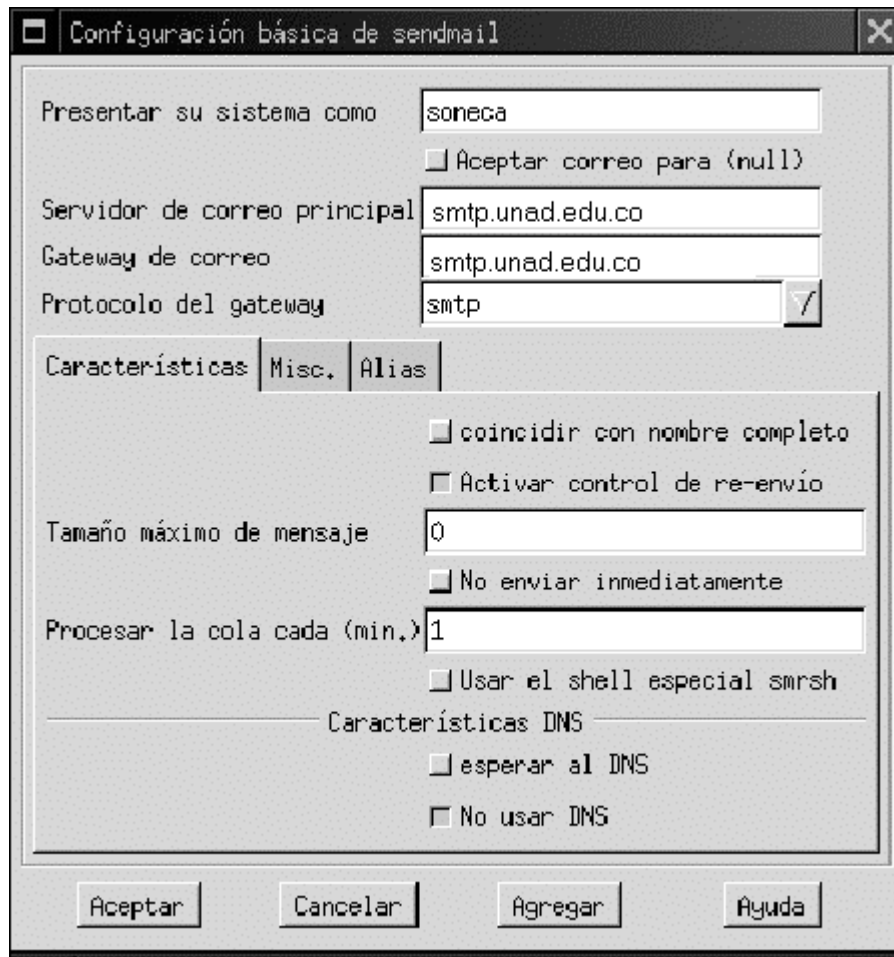 Configuración básica de sendmail
Presentar su sistema como soneca
Aceptar correo para (null)
Servidor de correo principal smtp.unad.edu.co
Gateway de correo smtp.unad.edu.co
Protocolo del gateway smtp
Características Misc. Alias
coincidir con nombre completo
Activar control de re-envío
Tamaño máximo de mensaje 0
No enviar inmediatamente
Procesar la cola cada (min.) 1
Usar el shell especial smrsh
Características DNS
esperar al DNS
No usar DNS
Aceptar Cancelar Agregar Ayuda